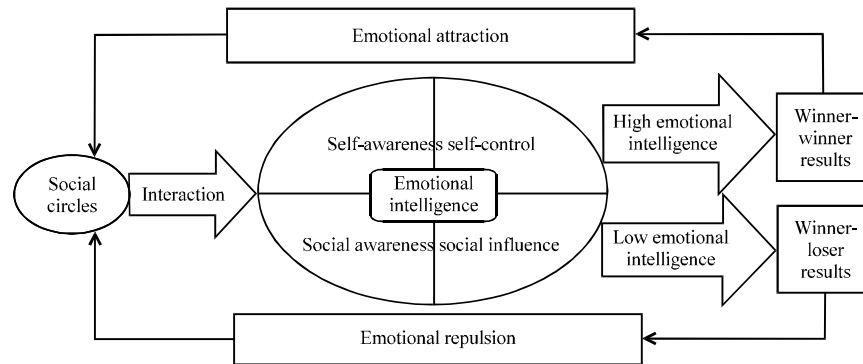 Emotional attraction
Self-awareness self-control
High emotional
intelligence
Winner-
winner
results
Social
circles
Interaction
Emotional
intelligence
Social awareness social influence
Low emotional
intelligence
Winner-
loser
results
Emotional repulsion